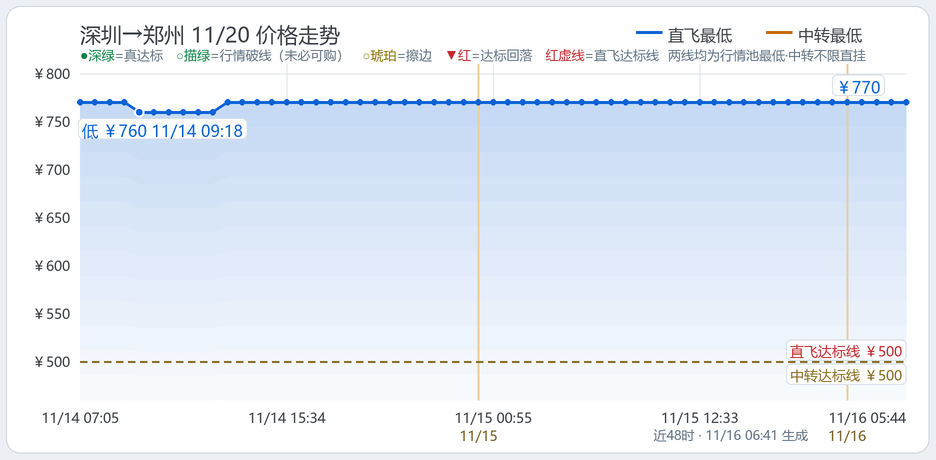 深圳→郑州 11/20 价格走势
直飞最低 中转最低
●深绿=真达标 ○描绿=行情破线（未必可购） ○琥珀=擦边 ▼红=达标回落 红虚线=直飞达标线 两线均为行情池最低·中转不限直挂
￥800
￥770
￥750
低 ￥760 11/14 09:18
￥700
￥650
￥600
￥550
直飞达标线 ￥500
￥500
中转达标线 ￥500
11/14 07:05 11/14 15:34 11/15 00:55 11/15 12:33 11/16 05:44
11/15 近48时 · 11/16 06:41 生成 11/16